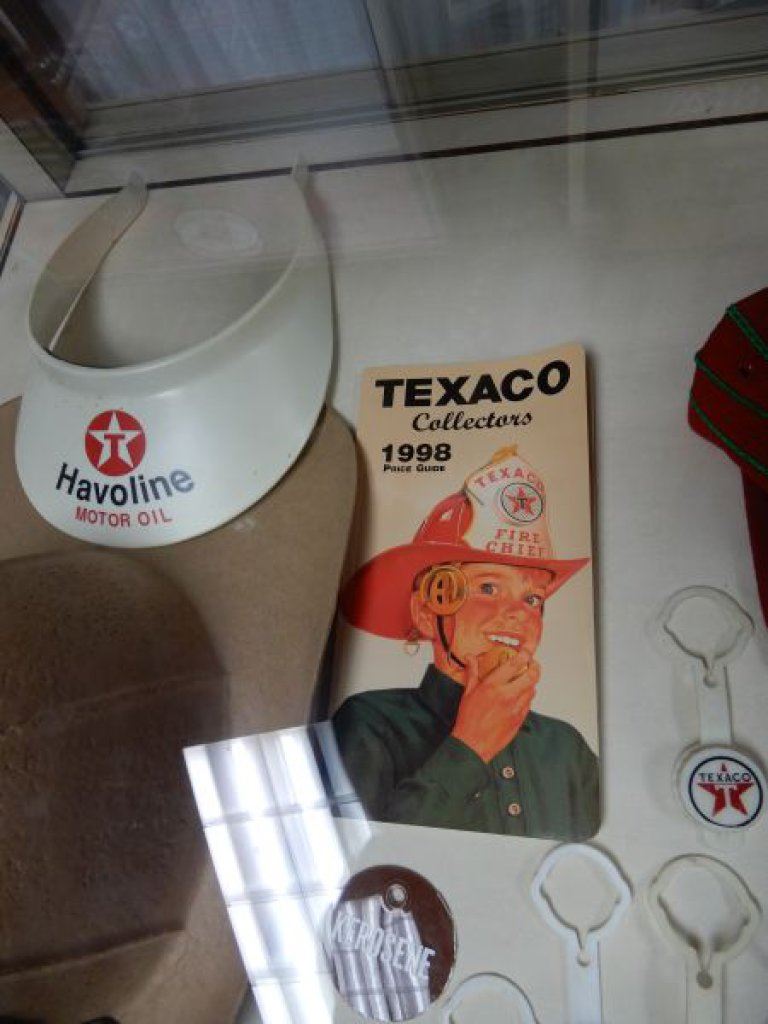 TEXACO
Collectors
1998
PRICE GUIDE
TEXACO
T
FIRE
CHIEF
T
Havoline
MOTOR OIL
TEXACO
T
KEROSENE